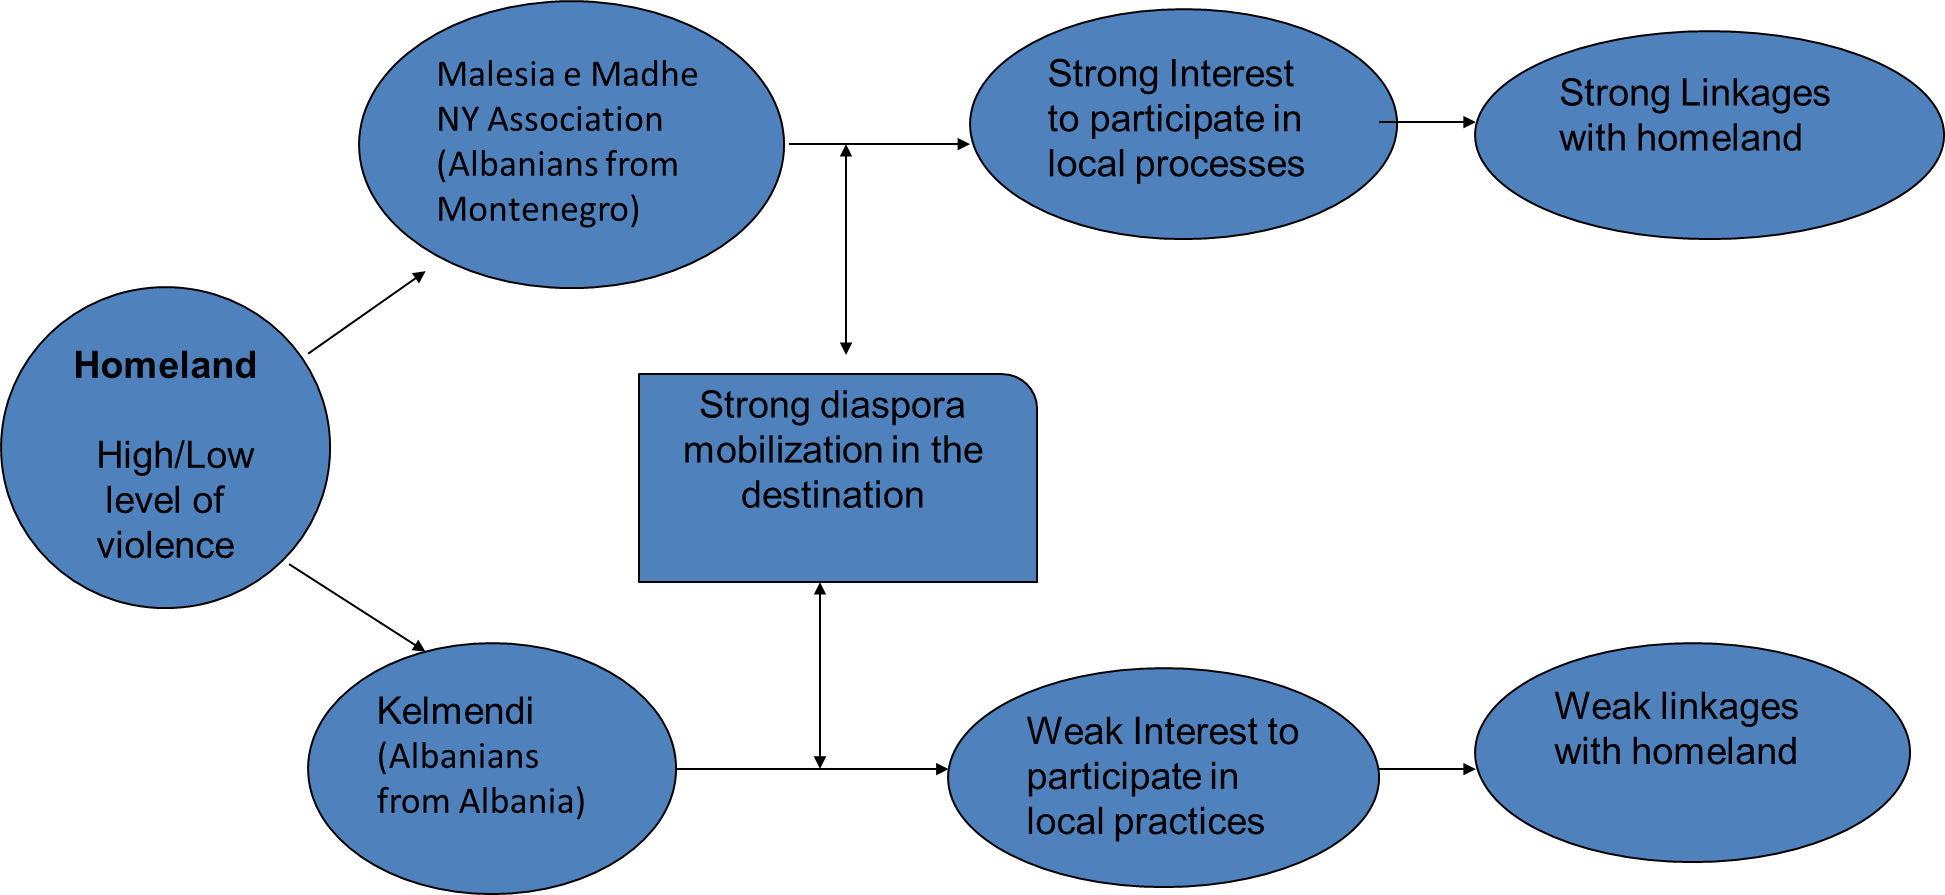 Malesia e Madhe
NY Association
(Albanians from
Montenegro)
Strong Interest
to participate in
local processes
Strong Linkages
with homeland
Homeland
High/Low
level of
violence
Strong diaspora
mobilization in the
destination
Kelmendi
(Albanians
from Albania)
Weak Interest to
participate in
local practices
Weak linkages
with homeland